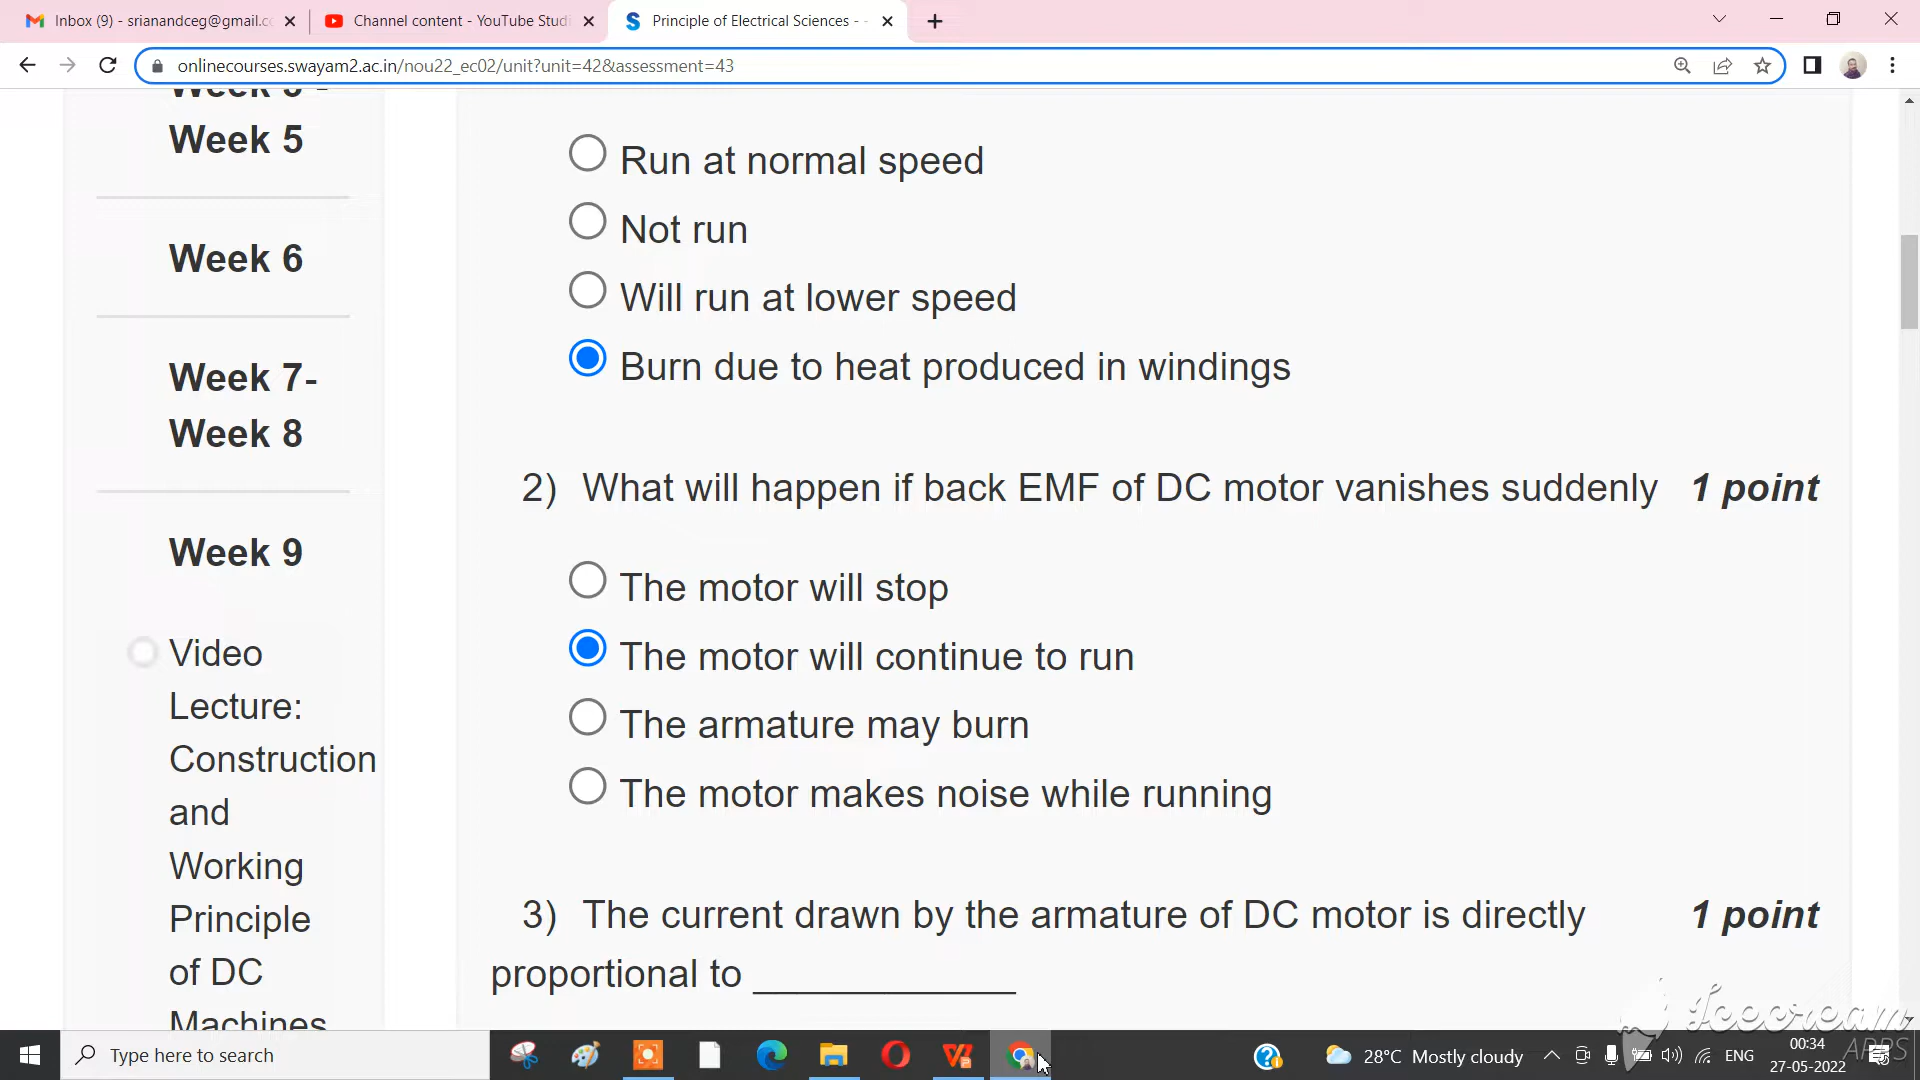 Inbox (9) - srianandceg@gmail.c
Channel content - YouTube Studi
Principle of Electrical Sciences -
onlinecourses.swayam2.ac.in/nou22_ec02/unit?unit=42&assessment=43
Week 5
Week 6
Week 7-
Week 8
Week 9
Video
Lecture:
Construction
and
Working
Principle
of DC
Machines
Run at normal speed
Not run
Will run at lower speed
Burn due to heat produced in windings
2) What will happen if back EMF of DC motor vanishes suddenly 1 point
The motor will stop
The motor will continue to run
The armature may burn
The motor makes noise while running
3) The current drawn by the armature of DC motor is directly 1 point
proportional to ____________
Icecream
APPS
Type here to search
28°C Mostly cloudy
ENG
00:34
27-05-2022